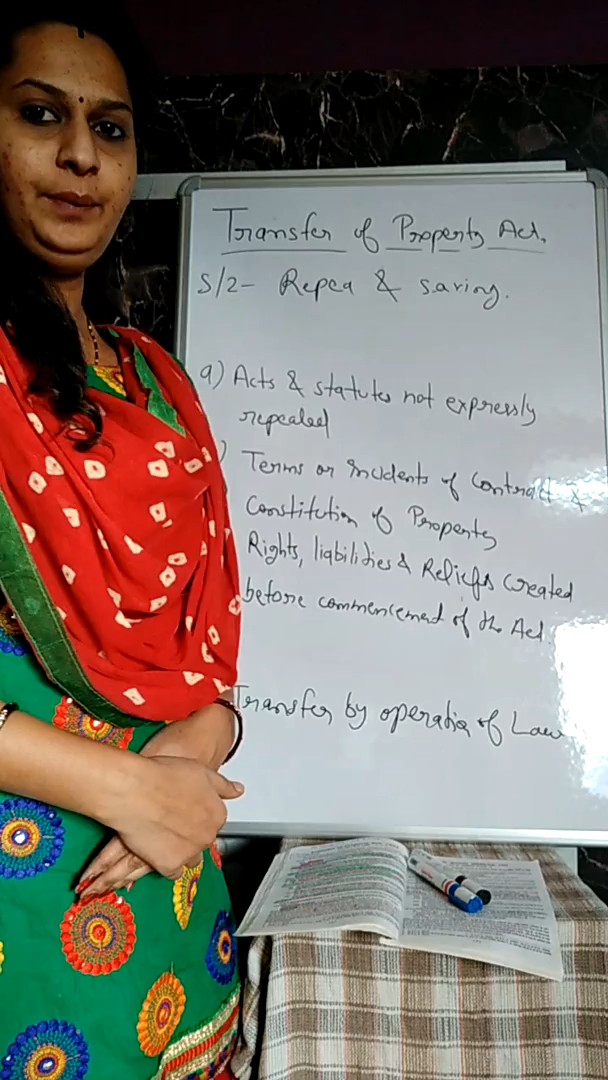 Transfer of Property Act.
S/2- Repea & saving.
a) Acts & statutes not expressly
repealed
) Terms or Incidents of Contract &
Constitution of Property
Rights, liabilities & Reliefs created
before commencement of the Act.
Transfer by operation of Law